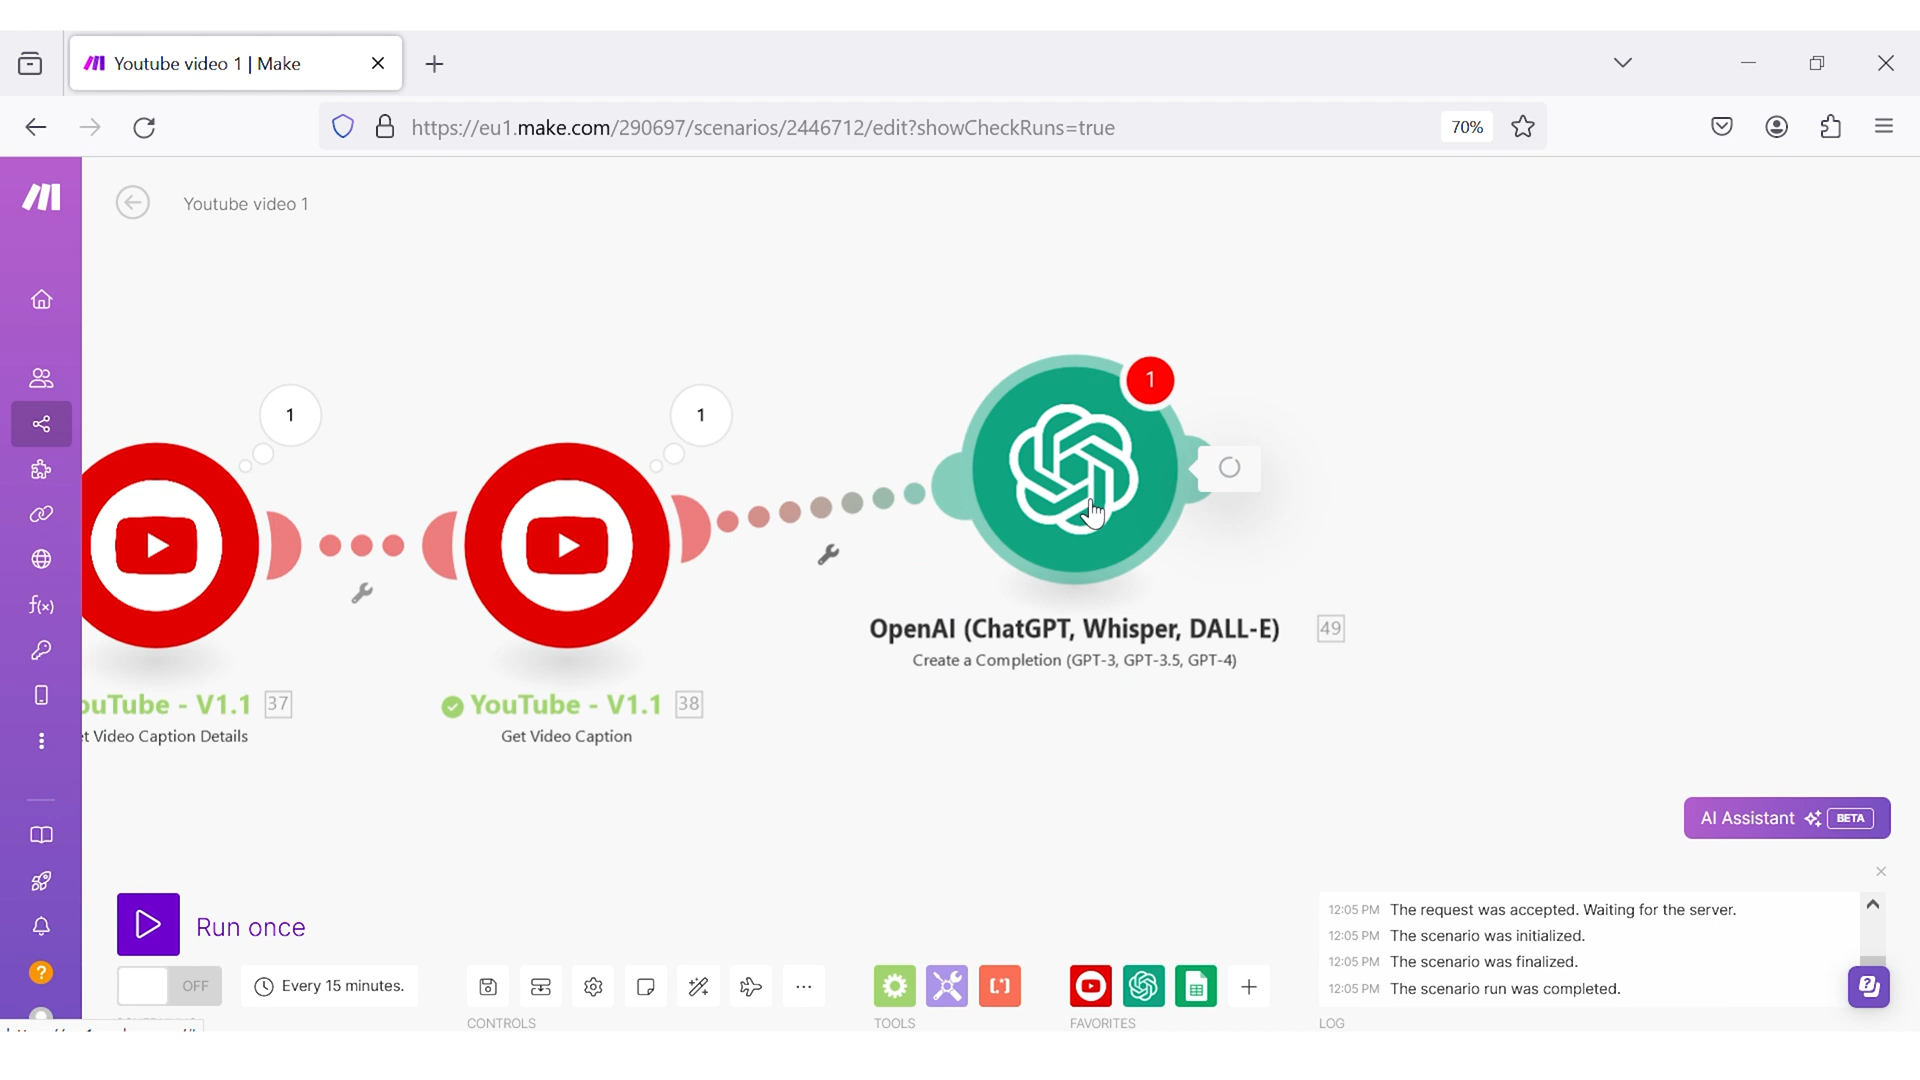 Youtube video 1 | Make
https://eu1.make.com/290697/scenarios/2446712/edit?showCheckRuns=true
70%
Youtube video 1
1
1
1
OpenAI (ChatGPT, Whisper, DALL-E) 49
Create a Completion (GPT-3, GPT-3.5, GPT-4)
ouTube - V1.1 37
t Video Caption Details
YouTube - V1.1 38
Get Video Caption
AI Assistant BETA
Run once
12:05 PM The request was accepted. Waiting for the server.
12:05 PM The scenario was initialized.
12:05 PM The scenario was finalized.
12:05 PM The scenario run was completed.
OFF
Every 15 minutes.
CONTROLS
TOOLS
FAVORITES
LOG
f(x)